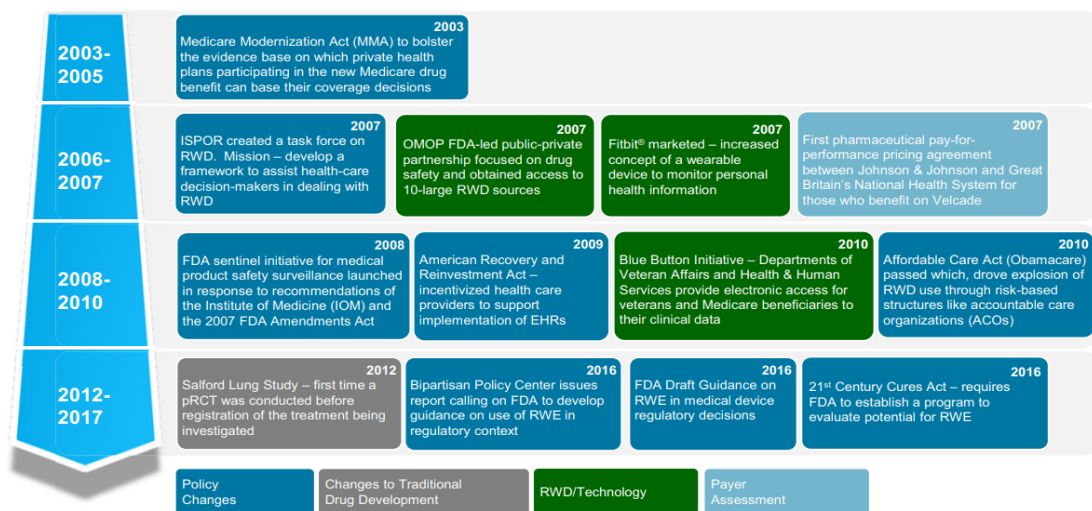 2003-
2005
2003
Medicare Modernization Act (MMA) to bolster
the evidence base on which private health
plans participating in the new Medicare drug
benefit can base their coverage decisions
2006-
2007
2007
ISPOR created a task force on
RWD. Mission – develop a
framework to assist health-care
decision-makers in dealing with
RWD
2007
OMOP FDA-led public-private
partnership focused on drug
safety and obtained access to
10-large RWD sources
2007
Fitbit® marketed – increased
concept of a wearable
device to monitor personal
health information
2007
First pharmaceutical pay-for-
performance pricing agreement
between Johnson & Johnson and Great
Britain's National Health System for
those who benefit on Velcade
2008-
2010
2008
FDA sentinel initiative for medical
product safety surveillance launched
in response to recommendations of
the Institute of Medicine (IOM) and
the 2007 FDA Amendments Act
2009
American Recovery and
Reinvestment Act –
incentivized health care
providers to support
implementation of EHRs
2010
Blue Button Initiative – Departments
of Veteran Affairs and Health & Human
Services provide electronic access for
veterans and Medicare beneficiaries to
their clinical data
2010
Affordable Care Act (Obamacare)
passed which, drove explosion of
RWD use through risk-based
structures like accountable care
organizations (ACOs)
2012-
2017
2012
Salford Lung Study – first time a
pRCT was conducted before
registration of the treatment being
investigated
2016
Bipartisan Policy Center issues
report calling on FDA to develop
guidance on use of RWE in
regulatory context
2016
FDA Draft Guidance on
RWE in medical device
regulatory decisions
2016
21st Century Cures Act – requires
FDA to establish a program to
evaluate potential for RWE
Policy
Changes
Changes to Traditional
Drug Development
RWD/Technology
Payer
Assessment